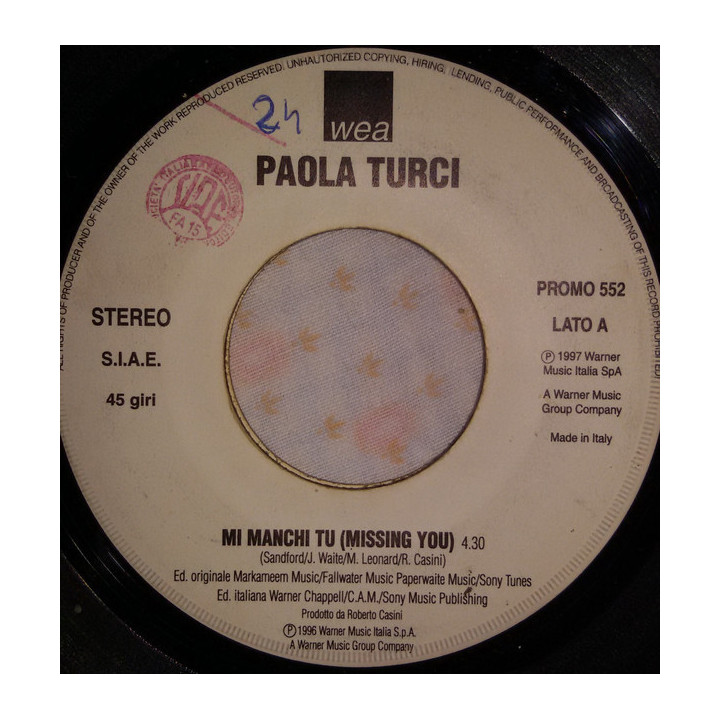 ALL RIGHTS OF PRODUCER AND OF THE OWNER OF THE WORK REPRODUCED RESERVED. UNHAUTORIZED COPYING, HIRING, LENDING, PUBLIC PERFORMANCE AND BROADCASTING OF THIS RECORD PROHIBITED
24
wea
PAOLA TURCI
SIAE
FA 15
STEREO
S.I.A.E.
45 giri
PROMO 552
LATO A
Ⓟ 1997 Warner
Music Italia SpA
A Warner Music
Group Company
Made in Italy
MI MANCHI TU (MISSING YOU) 4.30
(Sandford/J. Waite/M. Leonard/R. Casini)
Ed. originale Markameem Music/Fallwater Music Paperwaite Music/Sony Tunes
Ed. italiana Warner Chappell/C.A.M./Sony Music Publishing
Prodotto da Roberto Casini
Ⓟ 1996 Warner Music Italia S.p.A.
A Warner Music Group Company